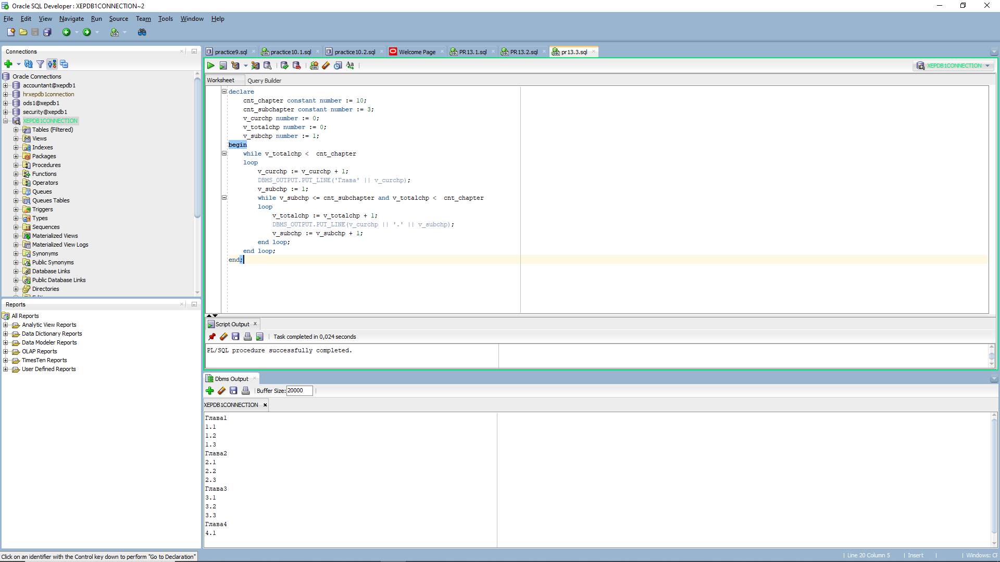 Oracle SQL Developer : XEPDB1CONNECTION~2
File Edit View Navigate Run Source Team Tools Window Help
Connections
Oracle Connections
accountant@xepdb1
hrxepdb1connection
ods1@xepdb1
security@xepdb1
XEPDB1CONNECTION
Tables (Filtered)
Views
Indexes
Packages
Procedures
Functions
Operators
Queues
Queues Tables
Triggers
Types
Sequences
Materialized Views
Materialized View Logs
Synonyms
Public Synonyms
Database Links
Public Database Links
Directories
Reports
All Reports
Analytic View Reports
Data Dictionary Reports
Data Modeler Reports
OLAP Reports
TimesTen Reports
User Defined Reports
practice9.sql practice10.1.sql practice10.2.sql Welcome Page PR13.1.sql PR13.2.sql pr13.3.sql
XEPDB1CONNECTION
Worksheet Query Builder
declare
cnt_chapter constant number := 10;
cnt_subchapter constant number := 3;
v_curchp number := 0;
v_totalchp number := 0;
v_subchp number := 1;
begin
while v_totalchp <  cnt_chapter
loop
v_curchp := v_curchp + 1;
DBMS_OUTPUT.PUT_LINE('Глава' || v_curchp);
v_subchp := 1;
while v_subchp <= cnt_subchapter and v_totalchp <  cnt_chapter
loop
v_totalchp := v_totalchp + 1;
DBMS_OUTPUT.PUT_LINE(v_curchp || '.' || v_subchp);
v_subchp := v_subchp + 1;
end loop;
end loop;
end;
Script Output
Task completed in 0,024 seconds
PL/SQL procedure successfully completed.
Dbms Output
Buffer Size: 20000
XEPDB1CONNECTION
Глава1
1.1
1.2
1.3
Глава2
2.1
2.2
2.3
Глава3
3.1
3.2
3.3
Глава4
4.1
Click on an identifier with the Control key down to perform "Go to Declaration"
Line 20 Column 5 Insert Windows: CF